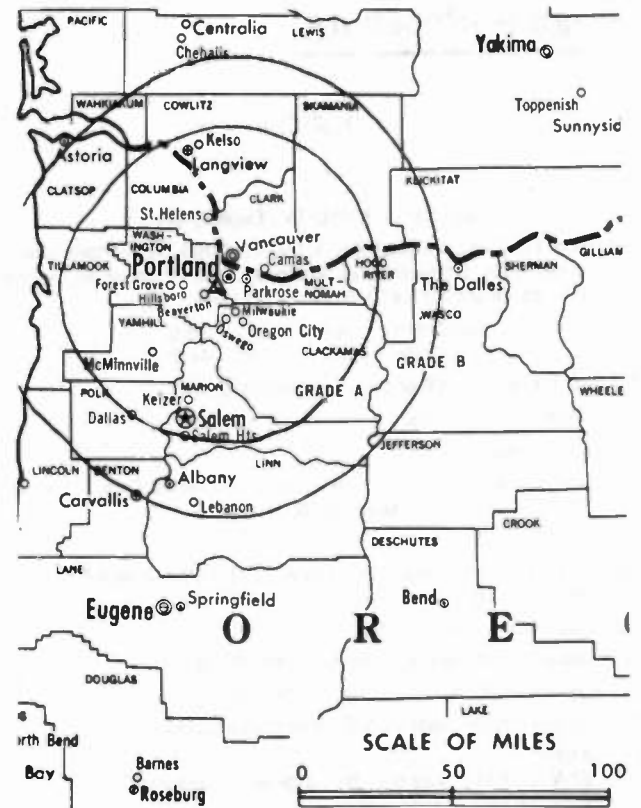 PACIFIC
LEWIS
Centralia
Chehalis
Yakima
WAHKIAKUM
COWLITZ
SKAMANIA
Toppenish
Sunnysid
Kelso
Astoria
Longview
KLICKITAT
CLATSOP
COLUMBIA
CLARK
St. Helens
WASH-
INGTON
Vancouver
GILLIAM
TILLAMOOK
Portland
Camas
HOOD
RIVER
SHERMAN
Forest Grove
Parkrose
MULT-
NOMAH
The Dalles
Hillsboro
Beaverton
WASCO
YAMHILL
Milwaukie
Oswego
Oregon City
McMinnville
CLACKAMAS
GRADE B
MARION
GRADE A
POLK
Keizer
WHEELE
Dallas
Salem
Salem Hts.
JEFFERSON
LINCOLN
BENTON
LINN
Albany
Corvallis
Lebanon
CROOK
DESCHUTES
LANE
Eugene
Springfield
Bend
O R E
DOUGLAS
LAKE
orth Bend
SCALE OF MILES
Bay
Barnes
Roseburg
0 50 100